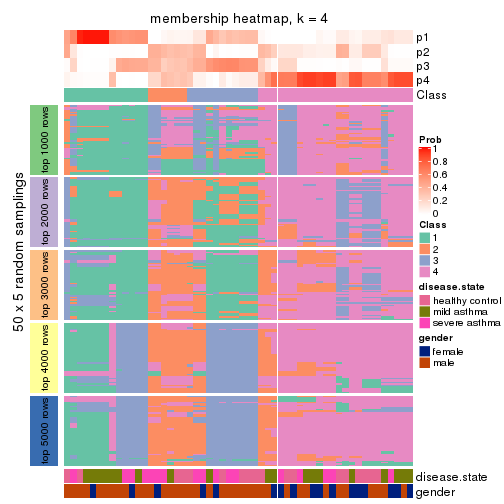 membership heatmap, k = 4
p1
p2
p3
p4
Class
50 x 5 random samplings
top 1000 rows
top 2000 rows
top 3000 rows
top 4000 rows
top 5000 rows
disease.state
gender
Prob
1
0.8
0.6
0.4
0.2
0
Class
1
2
3
4
disease.state
healthy control
mild asthma
severe asthma
gender
female
male